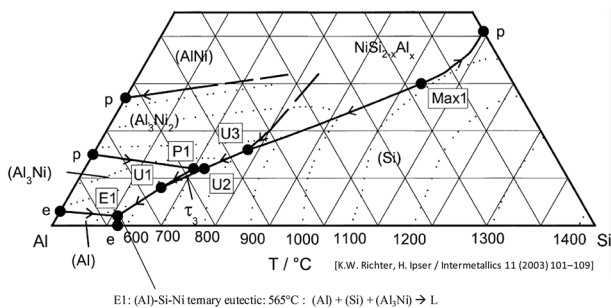 p
(AlNi)
NiSi2-xAlx
p
(Al3Ni2)
Max1
U3
p
P1
(Si)
(Al3Ni)
U1
U2
E1
τ3
e
Al
(Al)
e
600 700 800 900 1000 1100 1200 1300 1400
Si
T / °C
[K.W. Richter, H. Ipser / Intermetallics 11 (2003) 101–109]
E1: (Al)-Si-Ni ternary eutectic: 565°C : (Al) + (Si) + (Al3Ni) → L